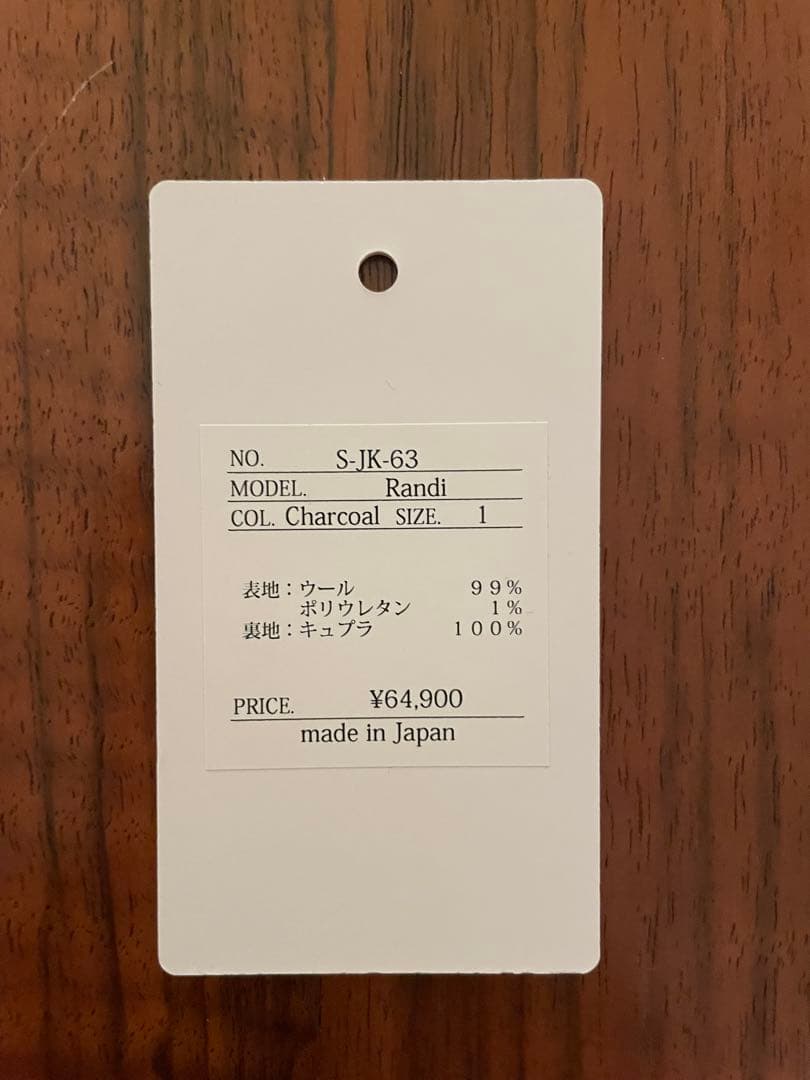 NO. S-JK-63
MODEL. Randi
COL. Charcoal SIZE. 1
表地：ウール ９９％
ポリウレタン １％
裏地：キュプラ １００％
PRICE. ¥64,900
made in Japan